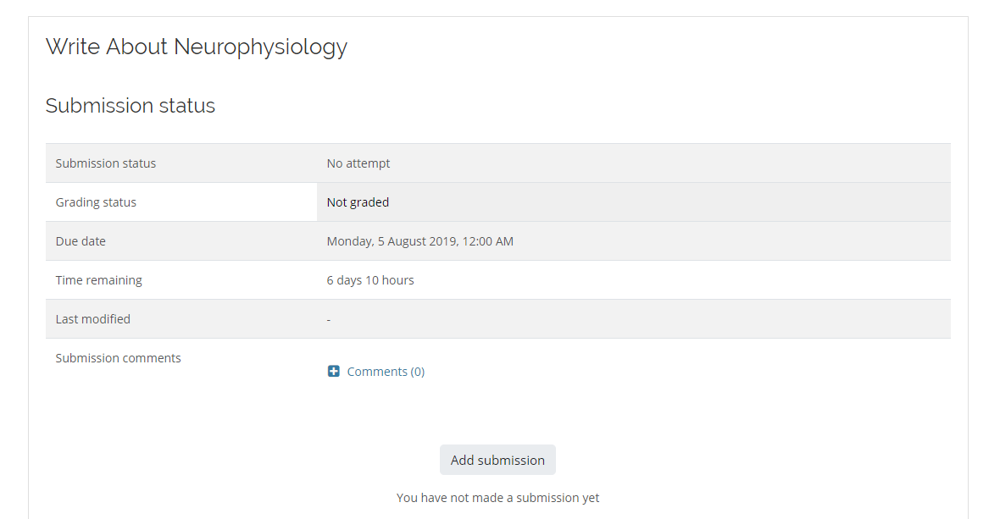 Write About Neurophysiology
Submission status
Submission status No attempt
Grading status Not graded
Due date Monday, 5 August 2019, 12:00 AM
Time remaining 6 days 10 hours
Last modified -
Submission comments
Comments (0)
Add submission
You have not made a submission yet